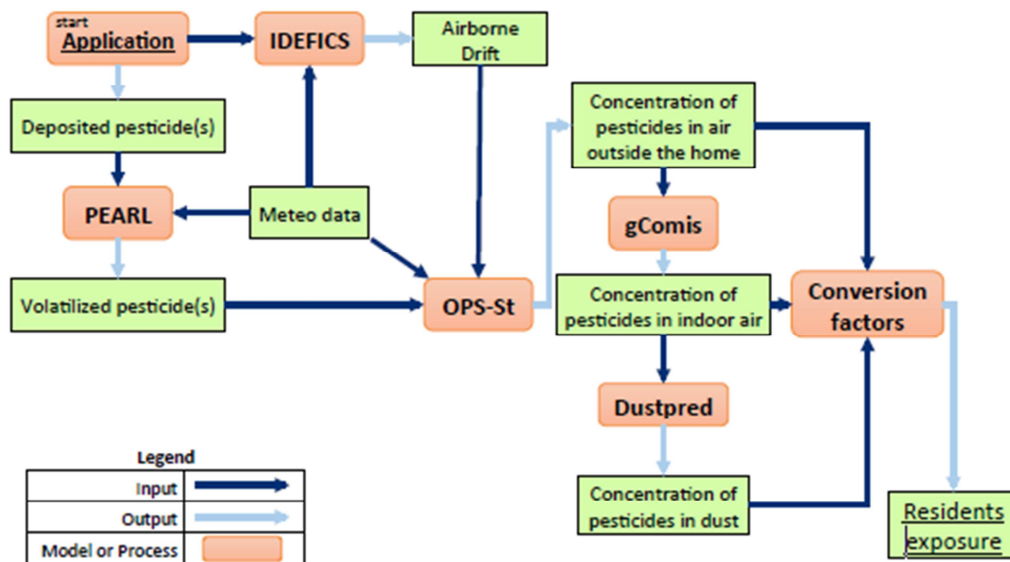 start
Application
IDEFICS
Airborne
Drift
Deposited pesticide(s)
Concentration of
pesticides in air
outside the home
PEARL
Meteo data
gComis
Volatilized pesticide(s)
OPS-St
Concentration of
pesticides in indoor air
Conversion
factors
Dustpred
Concentration of
pesticides in dust
Residents
exposure
Legend
Input
Output
Model or Process